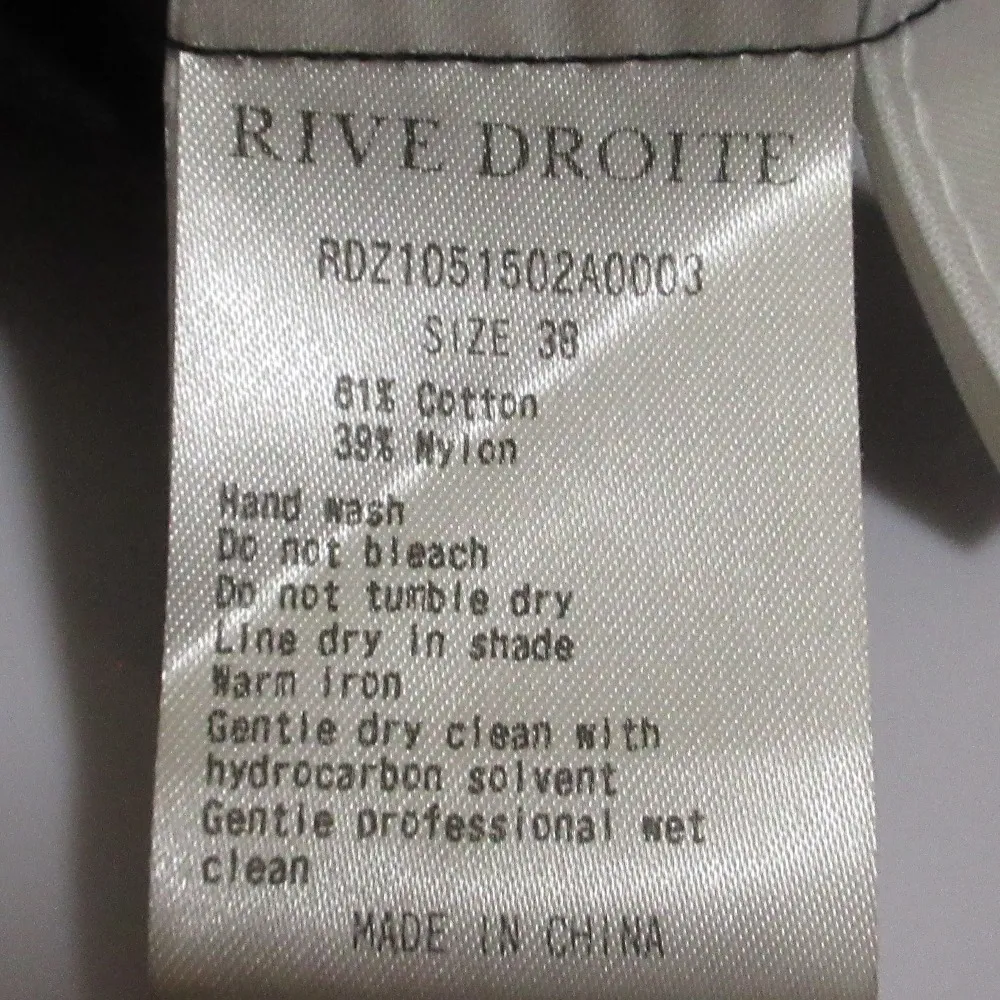 RIVE DROITE
RDZ1051502A0003
SIZE 38
61% Cotton
39% Nylon
Hand wash
Do not bleach
Do not tumble dry
Line dry in shade
Warm iron
Gentle dry clean with
hydrocarbon solvent
Gentle professional wet
clean
MADE IN CHINA